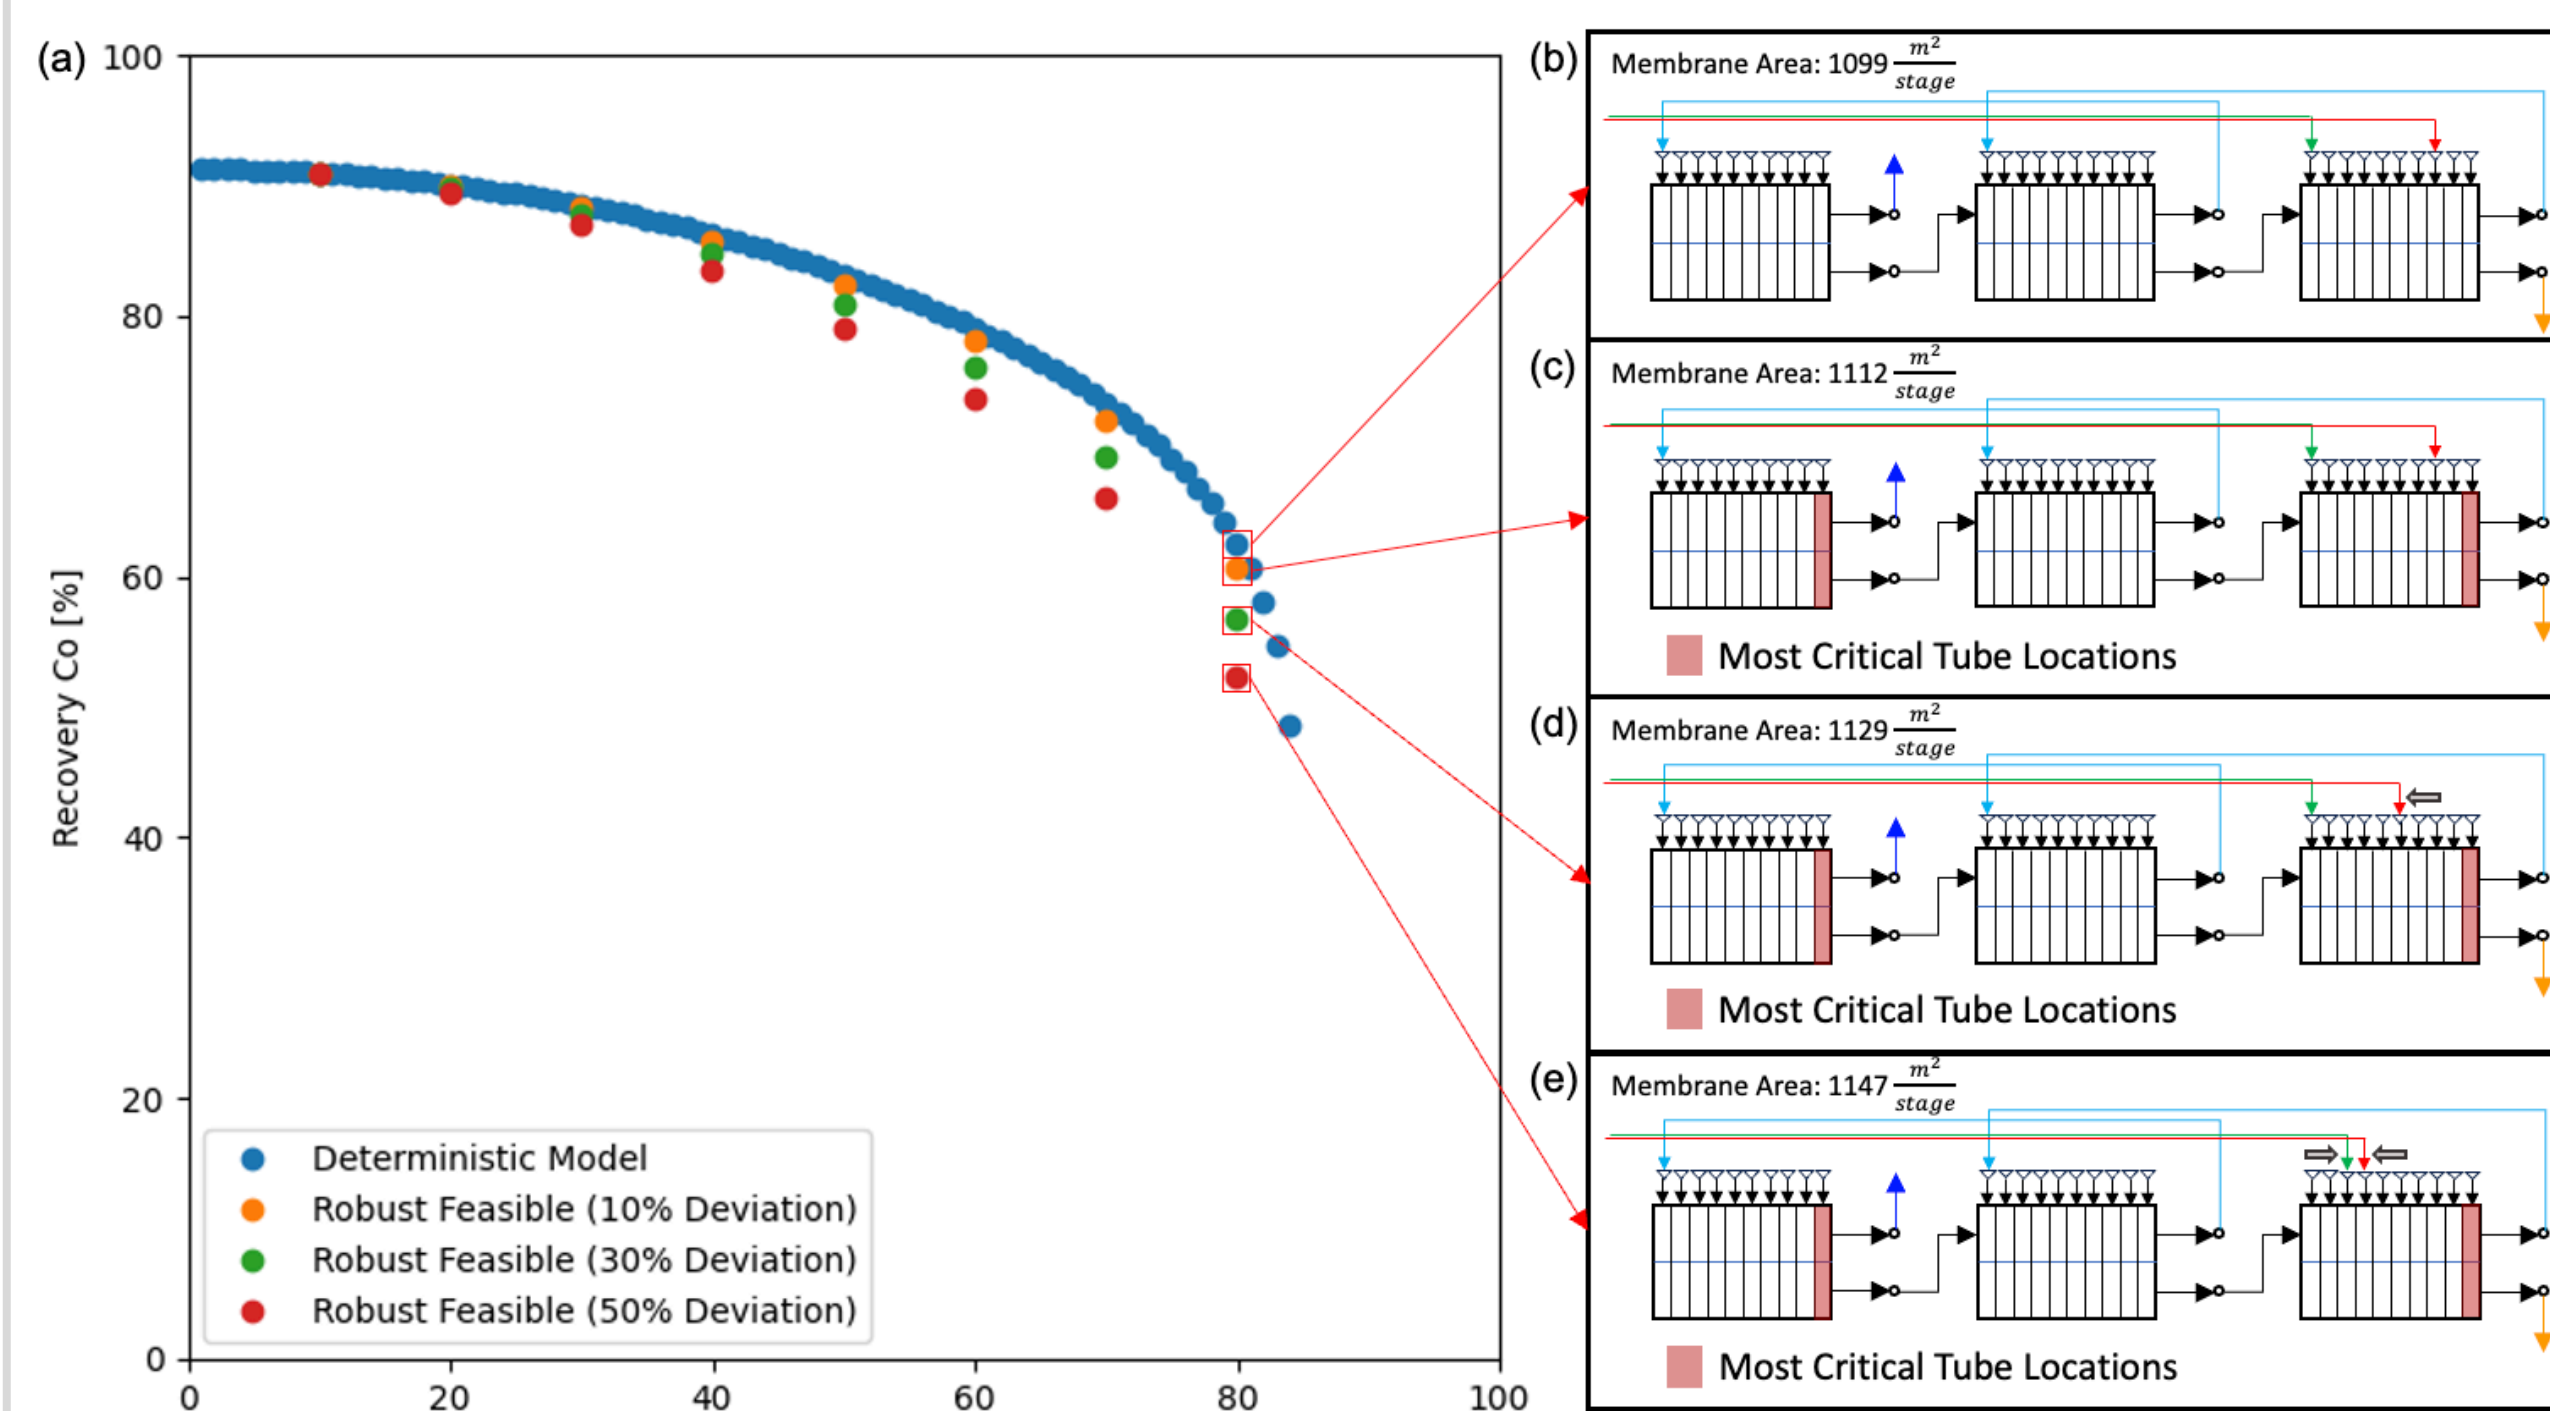 (a)
100
80
60
40
20
0
Recovery Co [%]
0 20 40 60 80 100
Deterministic Model
Robust Feasible (10% Deviation)
Robust Feasible (30% Deviation)
Robust Feasible (50% Deviation)
(b)
Membrane Area: 1099 m²/stage
(c)
Membrane Area: 1112 m²/stage
Most Critical Tube Locations
(d)
Membrane Area: 1129 m²/stage
Most Critical Tube Locations
(e)
Membrane Area: 1147 m²/stage
Most Critical Tube Locations